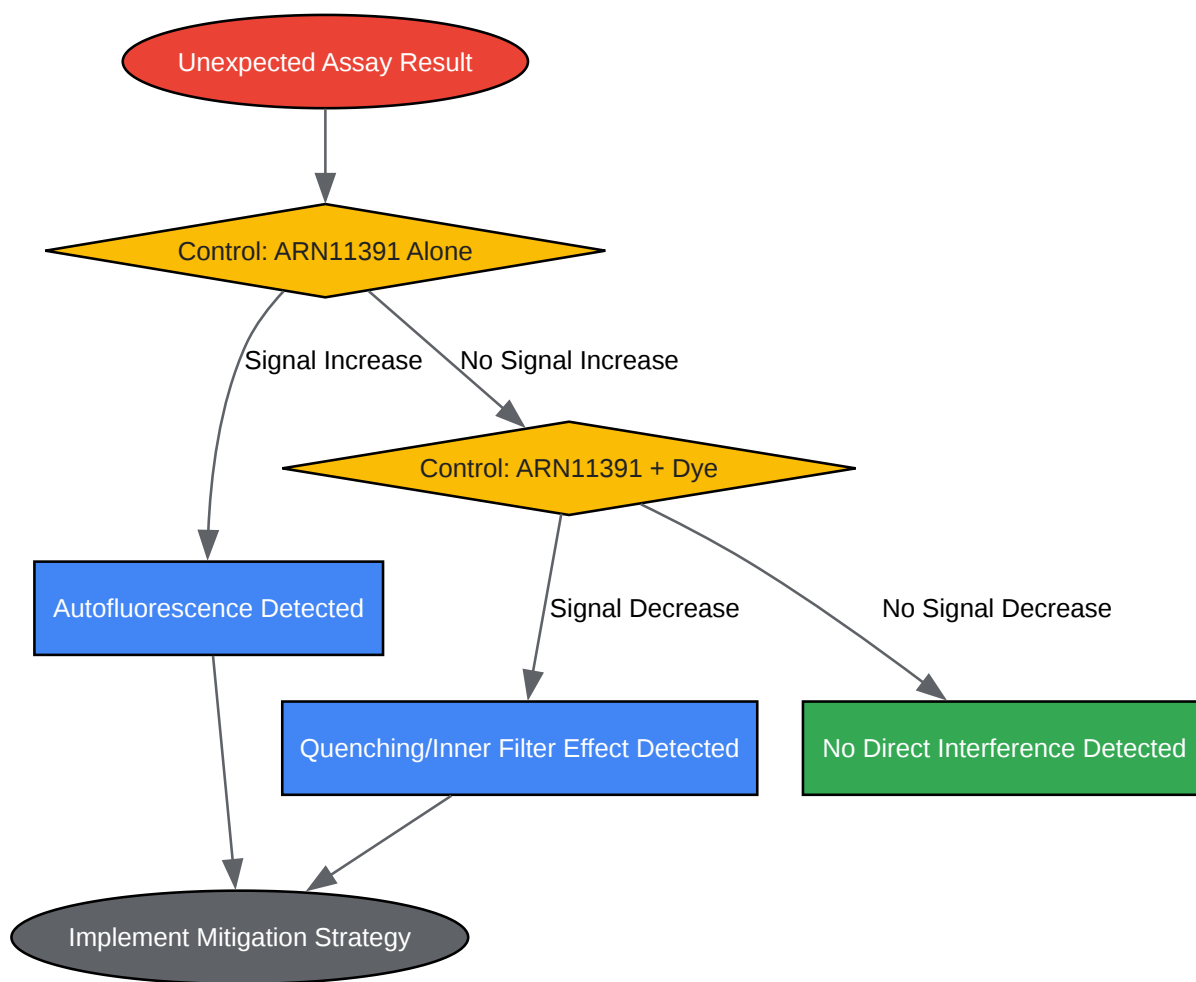 Unexpected Assay Result
Control: ARN11391 Alone
Signal Increase
No Signal Increase
Control: ARN11391 + Dye
Autofluorescence Detected
Signal Decrease
No Signal Decrease
Quenching/Inner Filter Effect Detected
No Direct Interference Detected
Implement Mitigation Strategy